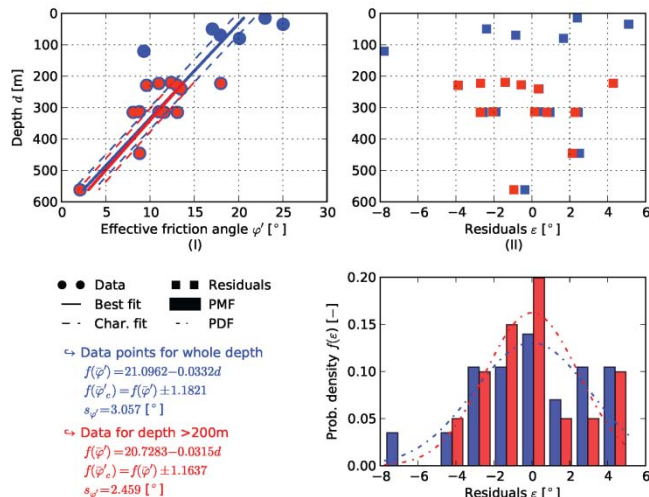 0
100
200
300
400
500
600
Depth d [m]
0 5 10 15 20 25 30
Effective friction angle φ′ [°]
(I)
0
100
200
300
400
500
600
−8 −6 −4 −2 0 2 4 6
Residuals ε [°]
(II)
Data
Residuals
Best fit
PMF
Char. fit
PDF
↪ Data points for whole depth
f(φ̄′)=21.0962−0.0332d
f(φ̄′c)=f(φ̄′)±1.1821
sφ′=3.057 [°]
↪ Data for depth >200m
f(φ̄′)=20.7283−0.0315d
f(φ̄′c)=f(φ̄′)±1.1637
sφ′=2.459 [°]
0.20
0.15
0.10
0.05
0.00
Prob. density f(ε) [−]
−8 −6 −4 −2 0 2 4 6
Residuals ε [°]